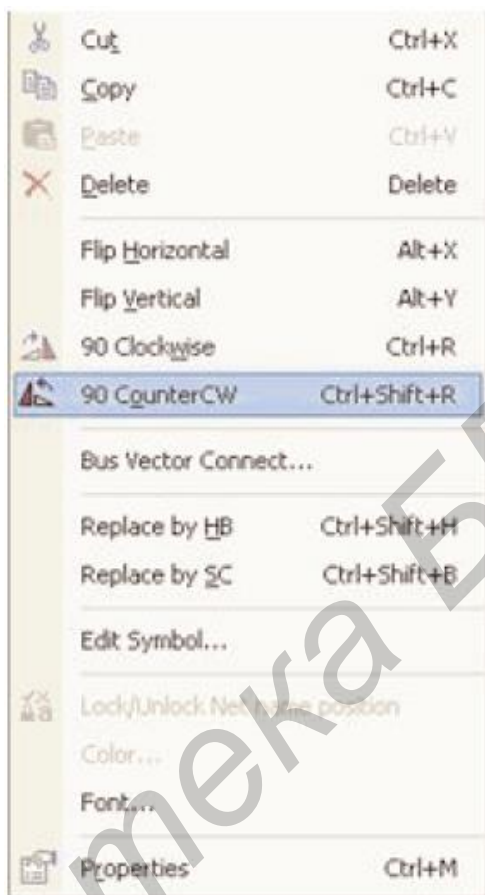 Cut Ctrl+X
Copy Ctrl+C
Paste Ctrl+V
Delete Delete
Flip Horizontal Alt+X
Flip Vertical Alt+Y
90 Clockwise Ctrl+R
90 CounterCW Ctrl+Shift+R
Bus Vector Connect...
Replace by HB Ctrl+Shift+H
Replace by SC Ctrl+Shift+B
Edit Symbol...
Lock/Unlock Net name position
Color...
Font...
Properties Ctrl+M